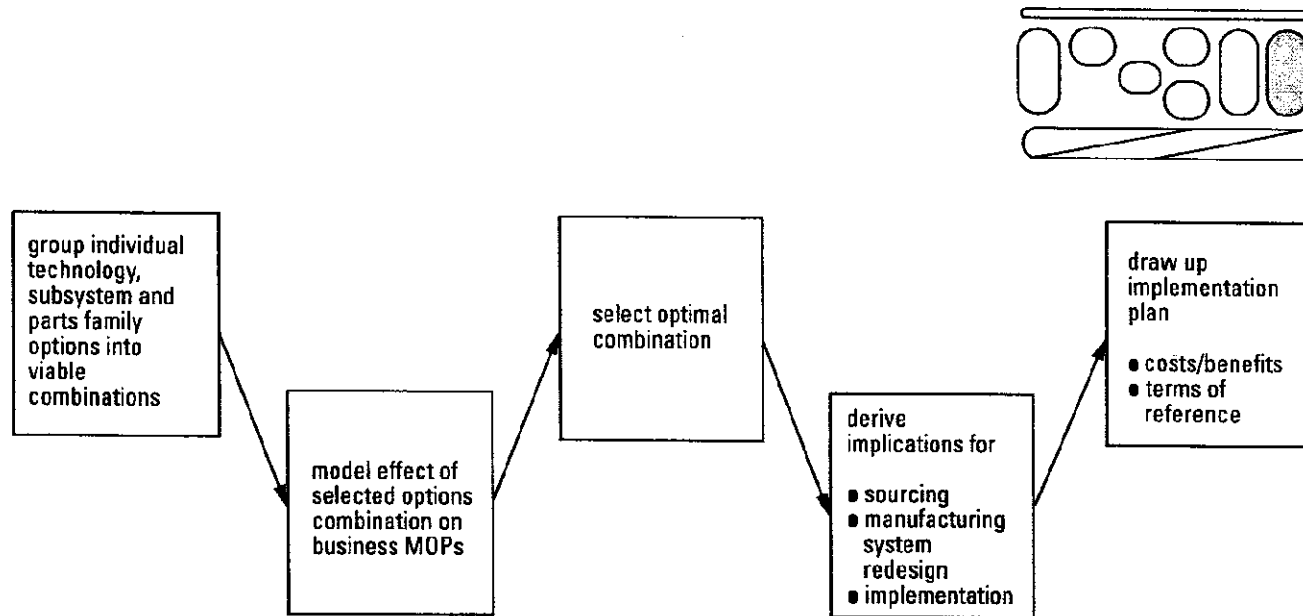 group individual
technology,
subsystem and
parts family
options into
viable
combinations
model effect of
selected options
combination on
business MOPs
select optimal
combination
derive
implications for
● sourcing
● manufacturing
system
redesign
● implementation
draw up
implementation
plan
● costs/benefits
● terms of
reference